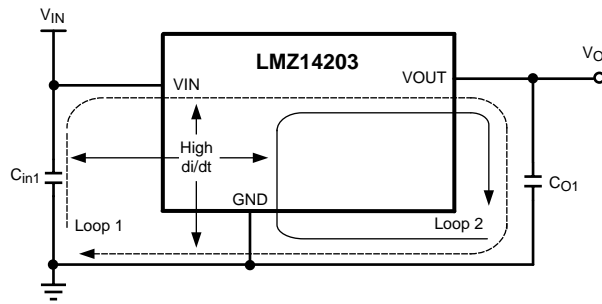 VIN
LMZ14203
VO
VIN
VOUT
High
di/dt
Cin1
CO1
GND
Loop 1
Loop 2